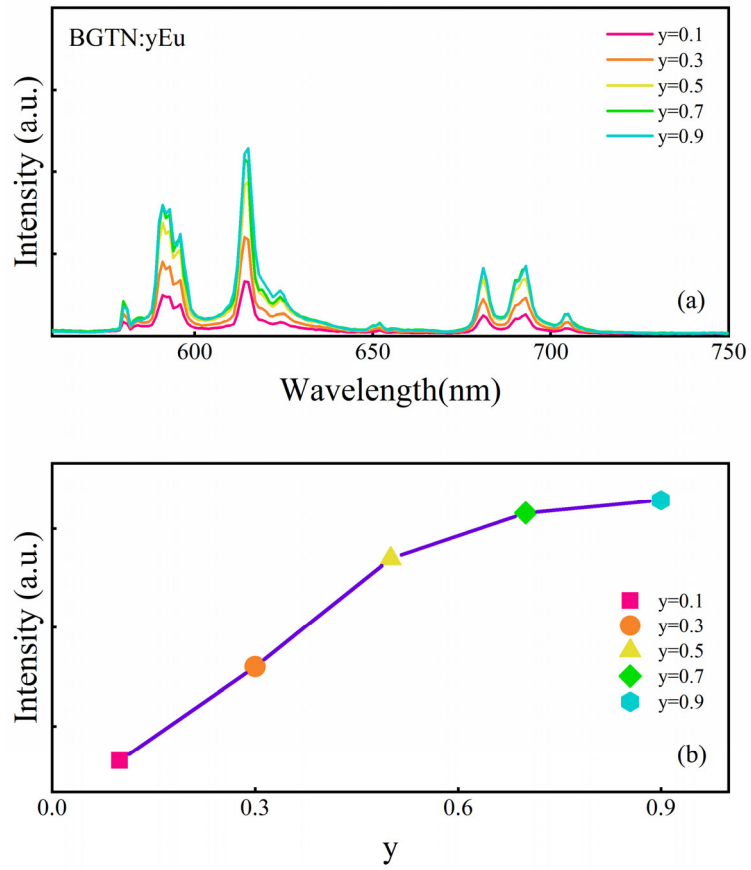 BGTN:yEu
y=0.1
y=0.3
y=0.5
y=0.7
y=0.9
Intensity (a.u.)
(a)
600
650
700
750
Wavelength(nm)
Intensity (a.u.)
y=0.1
y=0.3
y=0.5
y=0.7
y=0.9
(b)
0.0
0.3
0.6
0.9
y